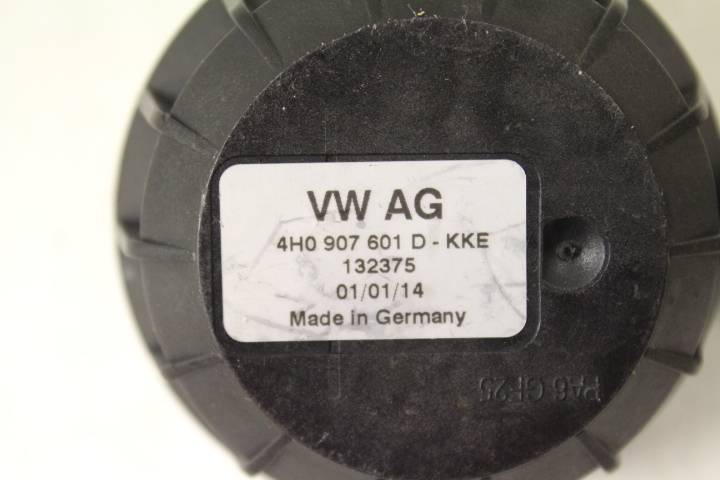 VW AG
4H0 907 601 D - KKE
132375
01/01/14
Made in Germany
PA6 GF25